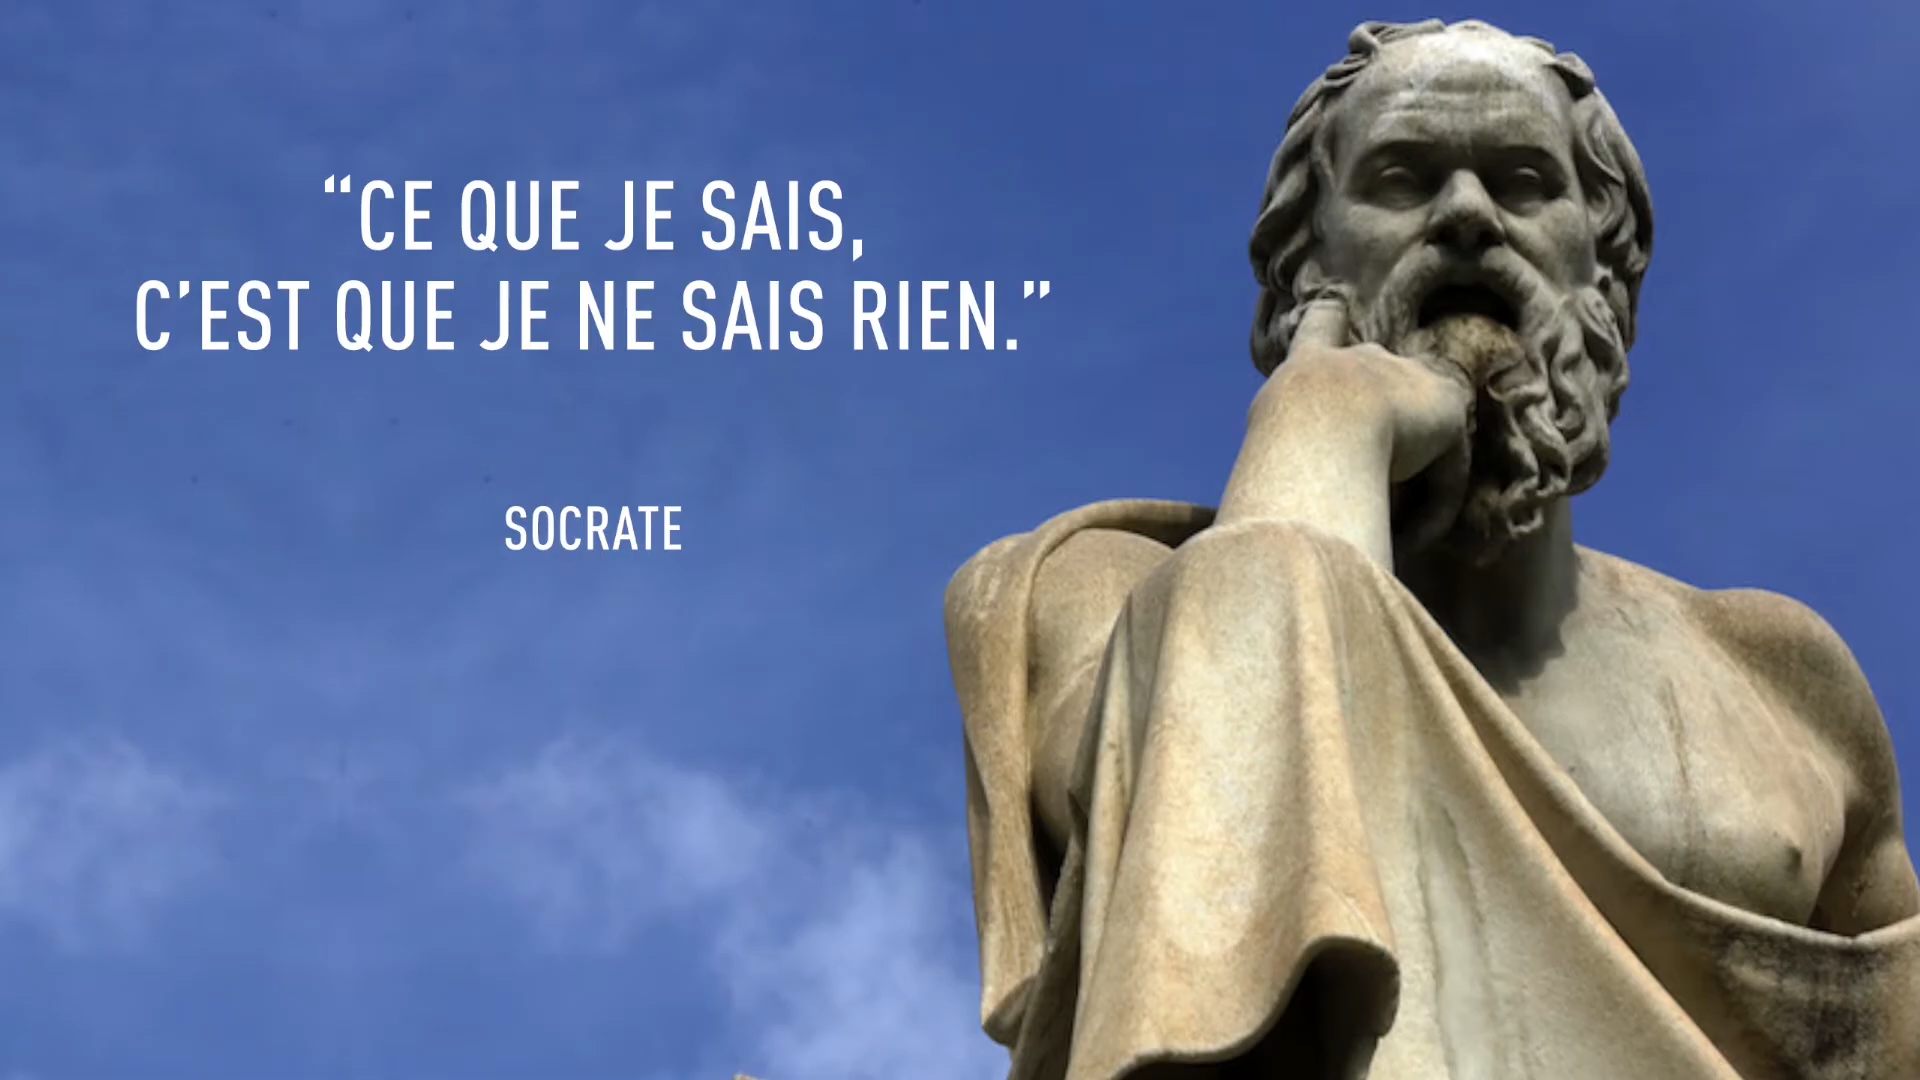 “CE QUE JE SAIS,
C’EST QUE JE NE SAIS RIEN.”
SOCRATE